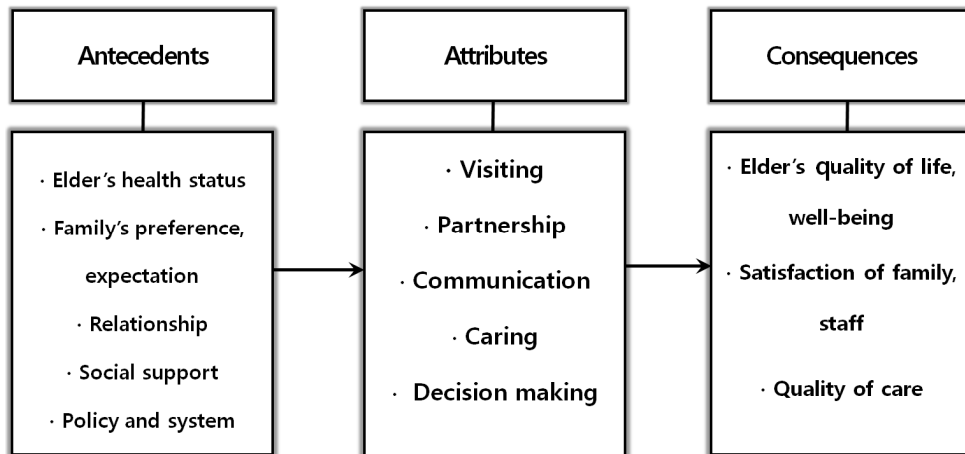 Antecedents
· Elder's health status
· Family's preference,
expectation
· Relationship
· Social support
· Policy and system
Attributes
· Visiting
· Partnership
· Communication
· Caring
· Decision making
Consequences
· Elder's quality of life,
well-being
· Satisfaction of family,
staff
· Quality of care